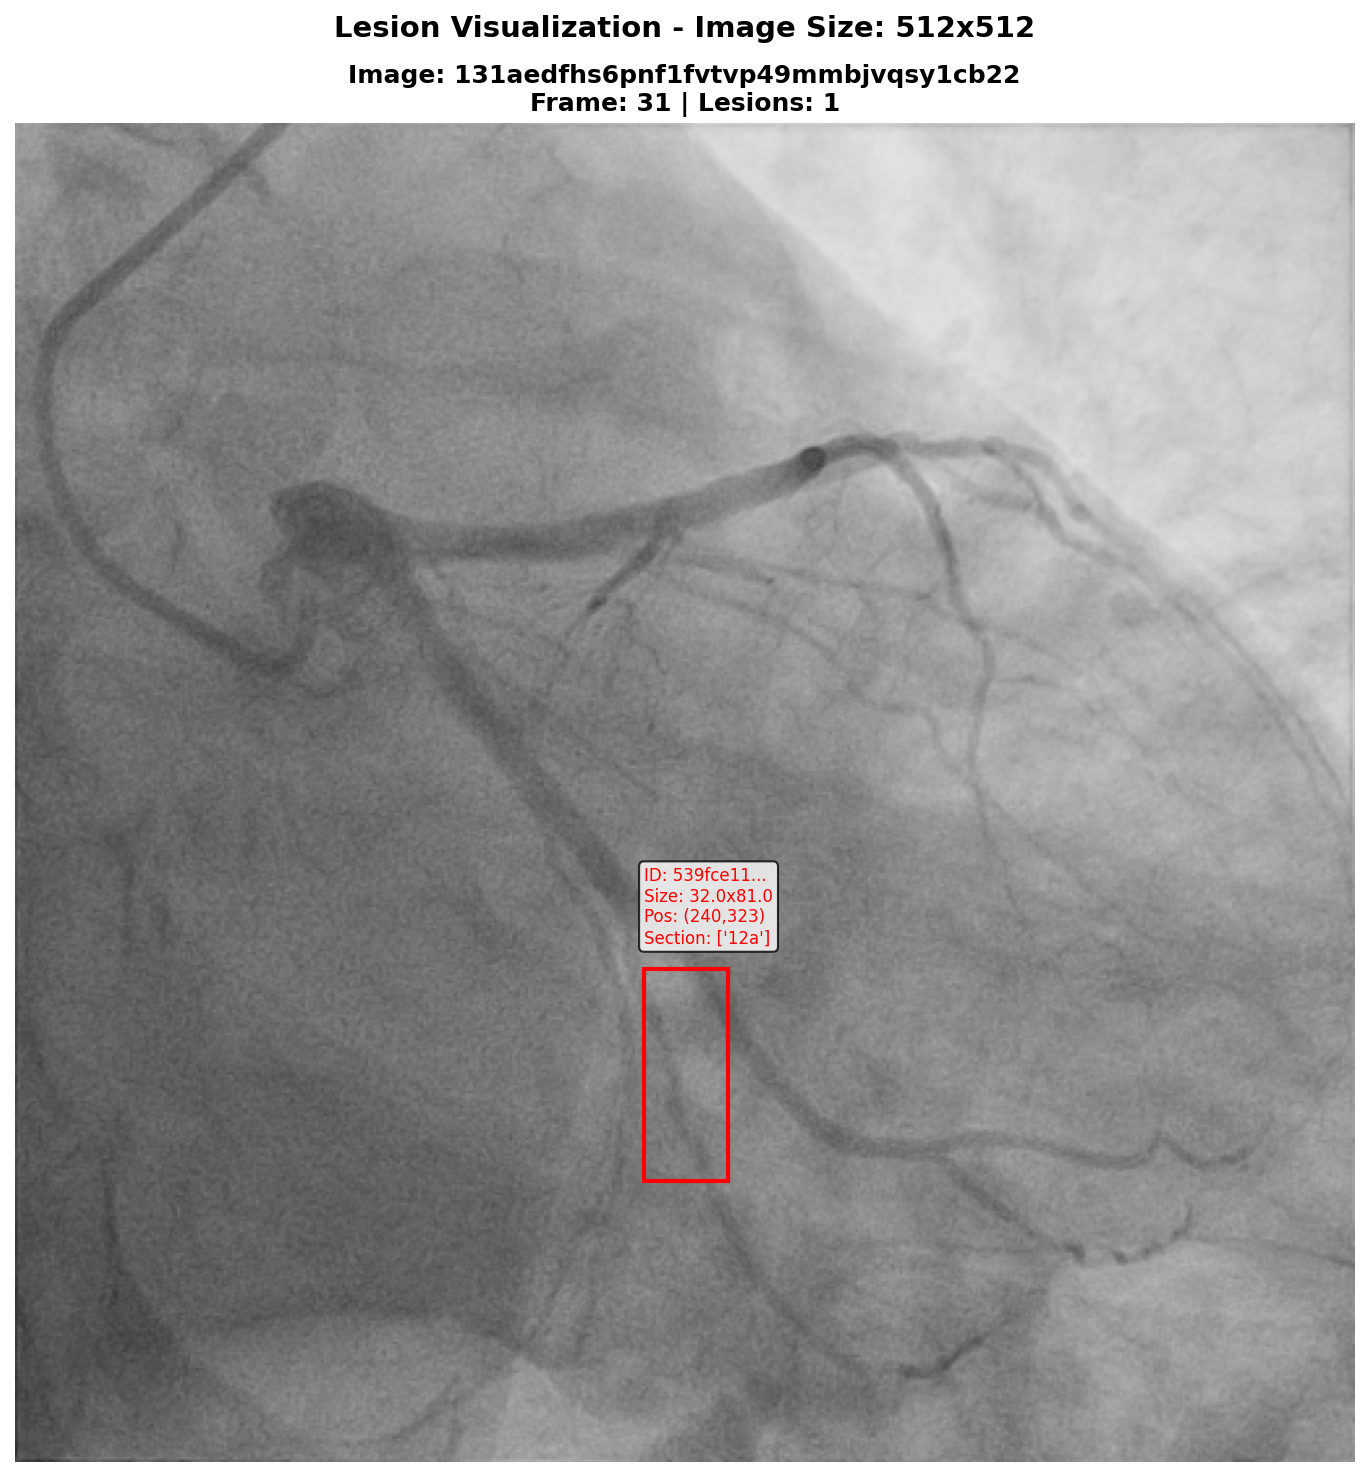 Lesion Visualization - Image Size: 512x512
Image: 131aedfhs6pnf1fvtvp49mmbjvqsy1cb22
Frame: 31 | Lesions: 1
ID: 539fce11...
Size: 32.0x81.0
Pos: (240,323)
Section: ['12a']